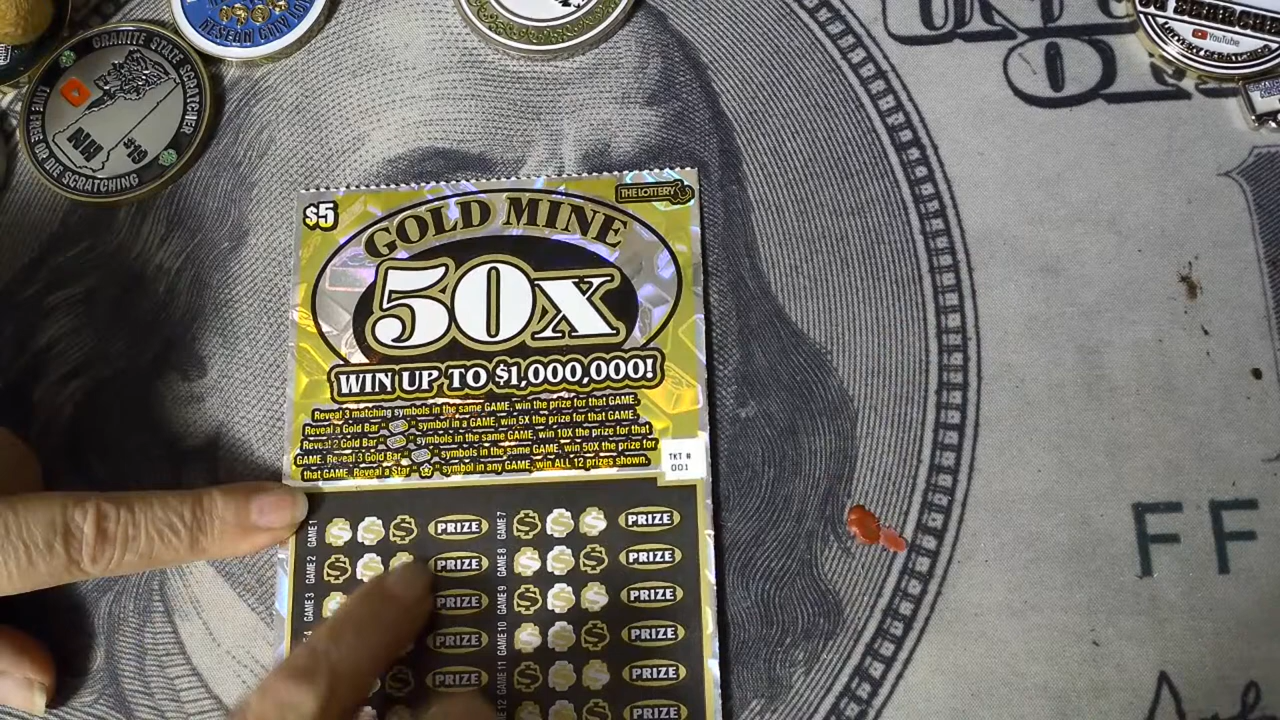 GRANITE STATE SCRATCHER
NH
$19
LIVE FREE OR DIE SCRATCHING
YouTube
LOTTERY SCRATCHING
THE LOTTERY
$5
GOLD MINE
50X
WIN UP TO $1,000,000!
Reveal 3 matching symbols in the same GAME, win the prize for that GAME.
Reveal a Gold Bar " " symbol in a GAME, win 5X the prize for that GAME.
Reveal 2 Gold Bar " " symbols in the same GAME, win 10X the prize for that
GAME. Reveal 3 Gold Bar " " symbols in the same GAME, win 50X the prize for
that GAME. Reveal a Star " " symbol in any GAME, win ALL 12 prizes shown.
TKT #
001
GAME 1 $ $ $ PRIZE GAME 7 $ $ $ PRIZE
GAME 2 $ $ PRIZE GAME 8 $ $ $ PRIZE
GAME 3 PRIZE GAME 9 $ $ $ PRIZE
4 PRIZE GAME 10 $ $ $ PRIZE
$ PRIZE GAME 11 $ $ $ PRIZE
12 PRIZE
FF